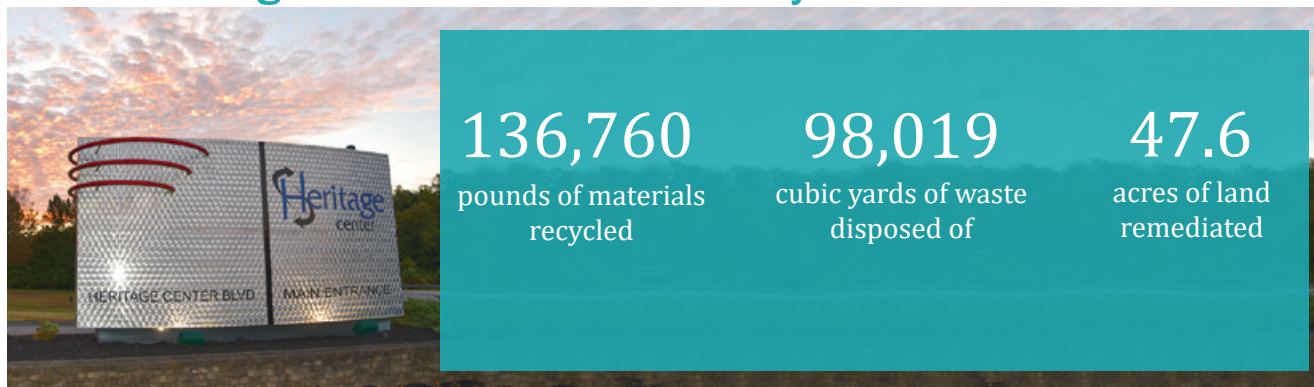 Heritage
center
HERITAGE CENTER BLVD
MAIN ENTRANCE
136,760
pounds of materials
recycled
98,019
cubic yards of waste
disposed of
47.6
acres of land
remediated